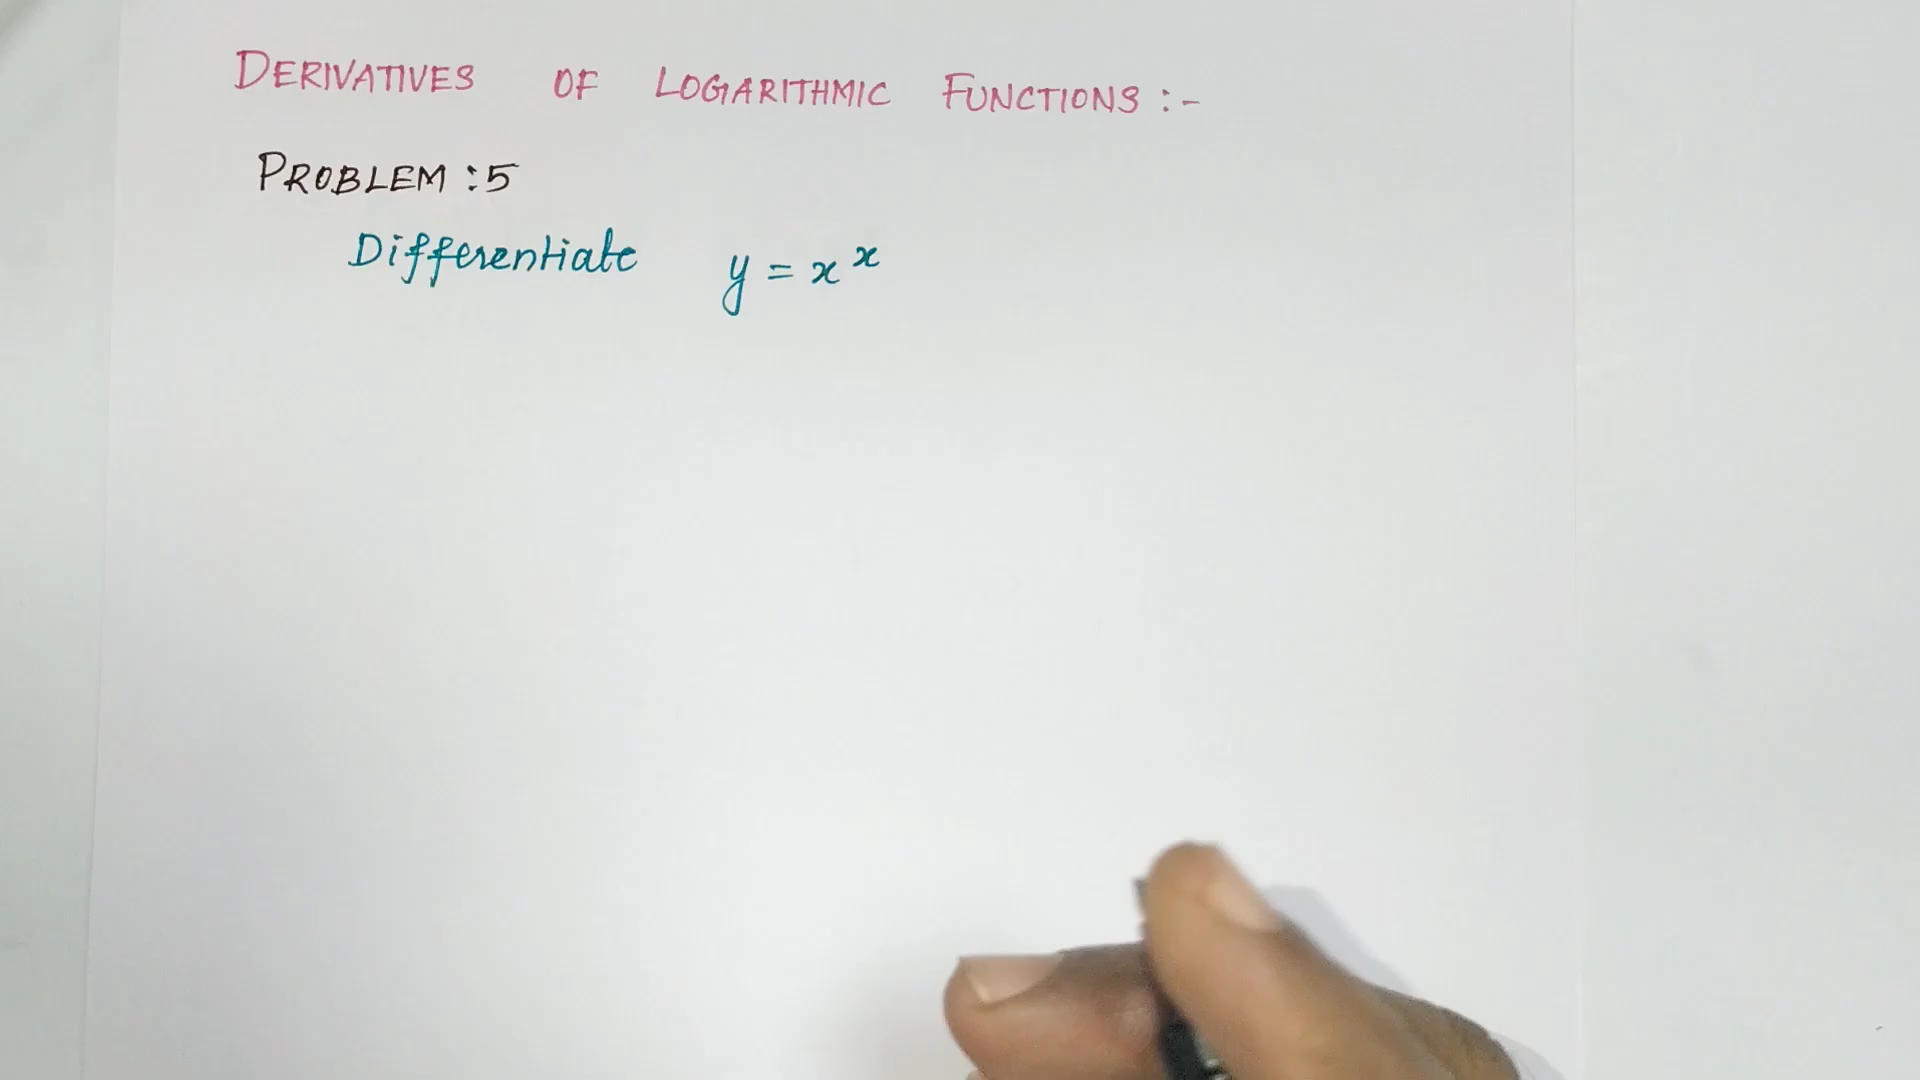 DERIVATIVES OF LOGARITHMIC FUNCTIONS :-
PROBLEM : 5
Differentiate y = x^x